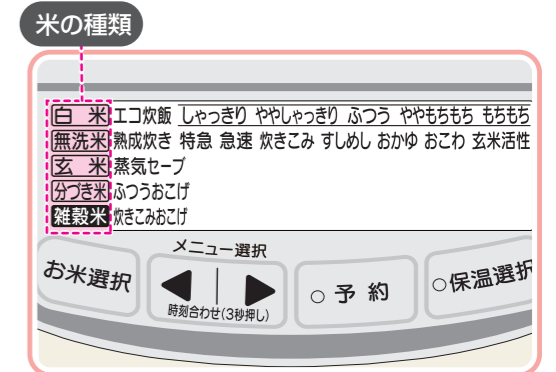 米の種類
白 米 エコ炊飯 しゃっきり ややしゃっきり ふつう ややもちもち もちもち
無洗米 熟成炊き 特急 急速 炊きこみ すしめし おかゆ おこわ 玄米活性
玄 米 蒸気セーブ
分づき米 ふつうおこげ
雑穀米 炊きこみおこげ
メニュー選択
お米選択
時刻合わせ(3秒押し)
○予 約
○保温選択